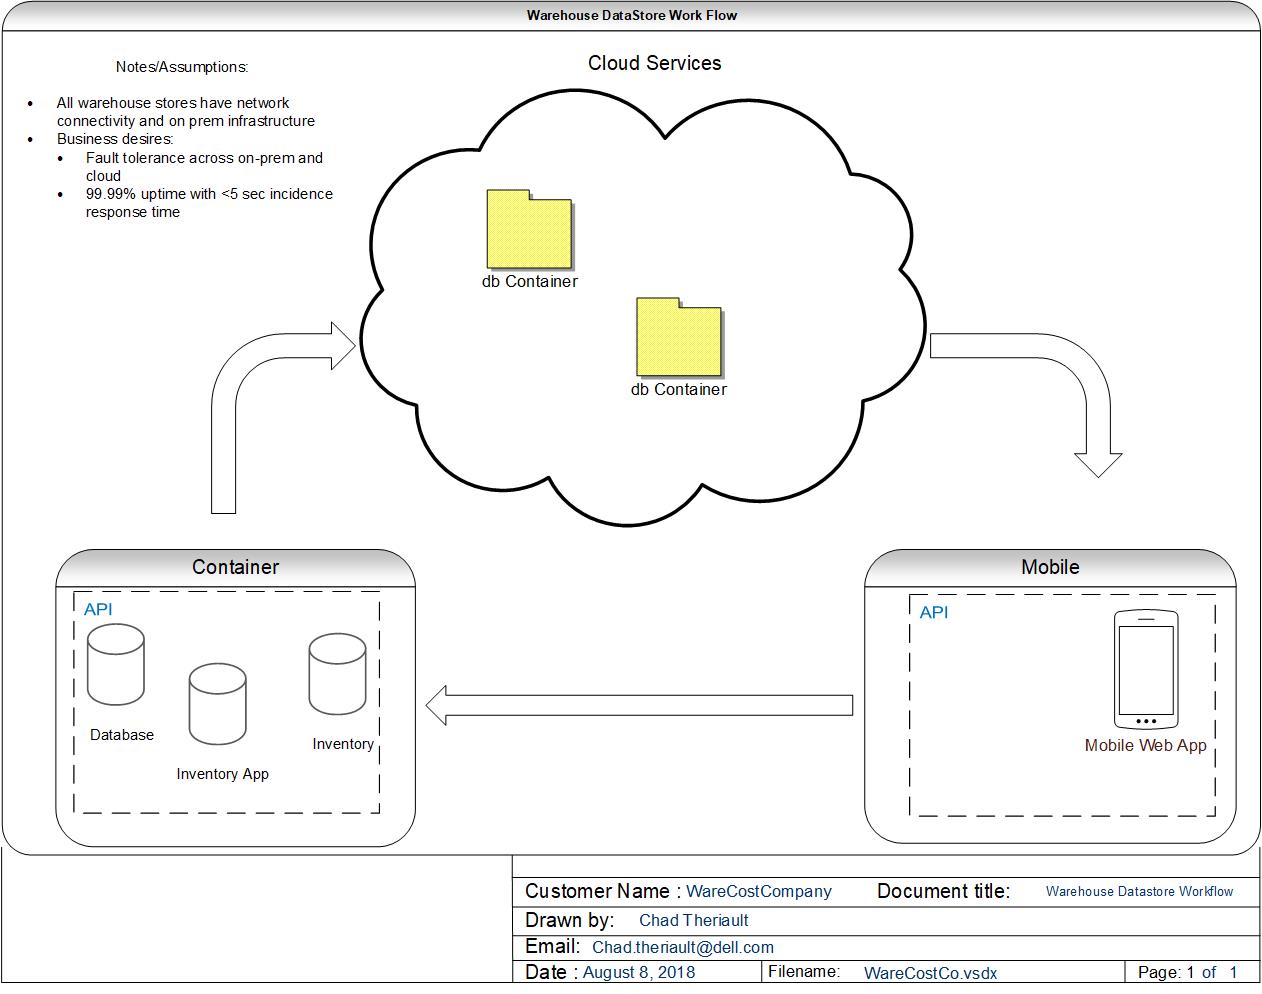 Warehouse DataStore Work Flow
Cloud Services
Notes/Assumptions:
• All warehouse stores have network
connectivity and on prem infrastructure
• Business desires:
• Fault tolerance across on-prem and
cloud
• 99.99% uptime with <5 sec incidence
response time
db Container
db Container
Container
API
Database
Inventory App
Inventory
Mobile
API
Mobile Web App
Customer Name : WareCostCompany Document title: Warehouse Datastore Workflow
Drawn by: Chad Theriault
Email: Chad.theriault@dell.com
Date : August 8, 2018 Filename: WareCostCo.vsdx Page: 1 of 1